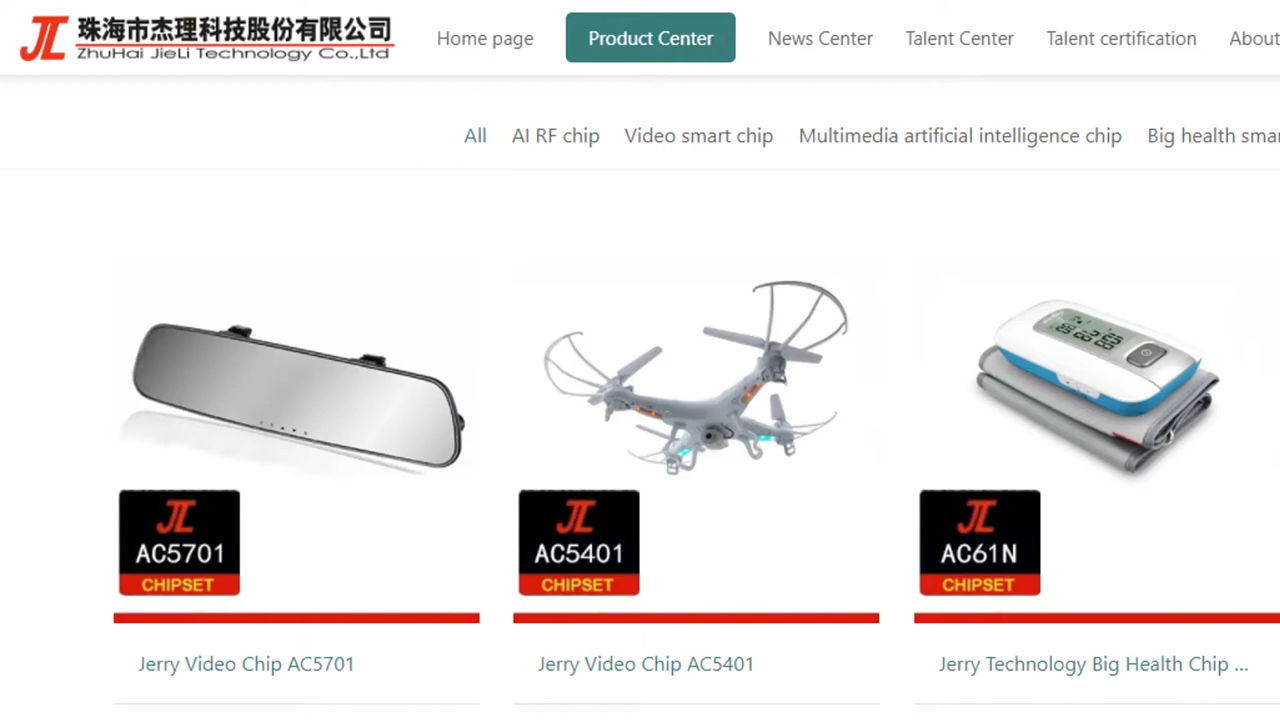 珠海市杰理科技股份有限公司
ZhuHai JieLi Technology Co.,Ltd
Home page
Product Center
News Center
Talent Center
Talent certification
About
All
AI RF chip
Video smart chip
Multimedia artificial intelligence chip
Big health smar
JL
AC5701
CHIPSET
JL
AC5401
CHIPSET
JL
AC61N
CHIPSET
Jerry Video Chip AC5701
Jerry Video Chip AC5401
Jerry Technology Big Health Chip ...